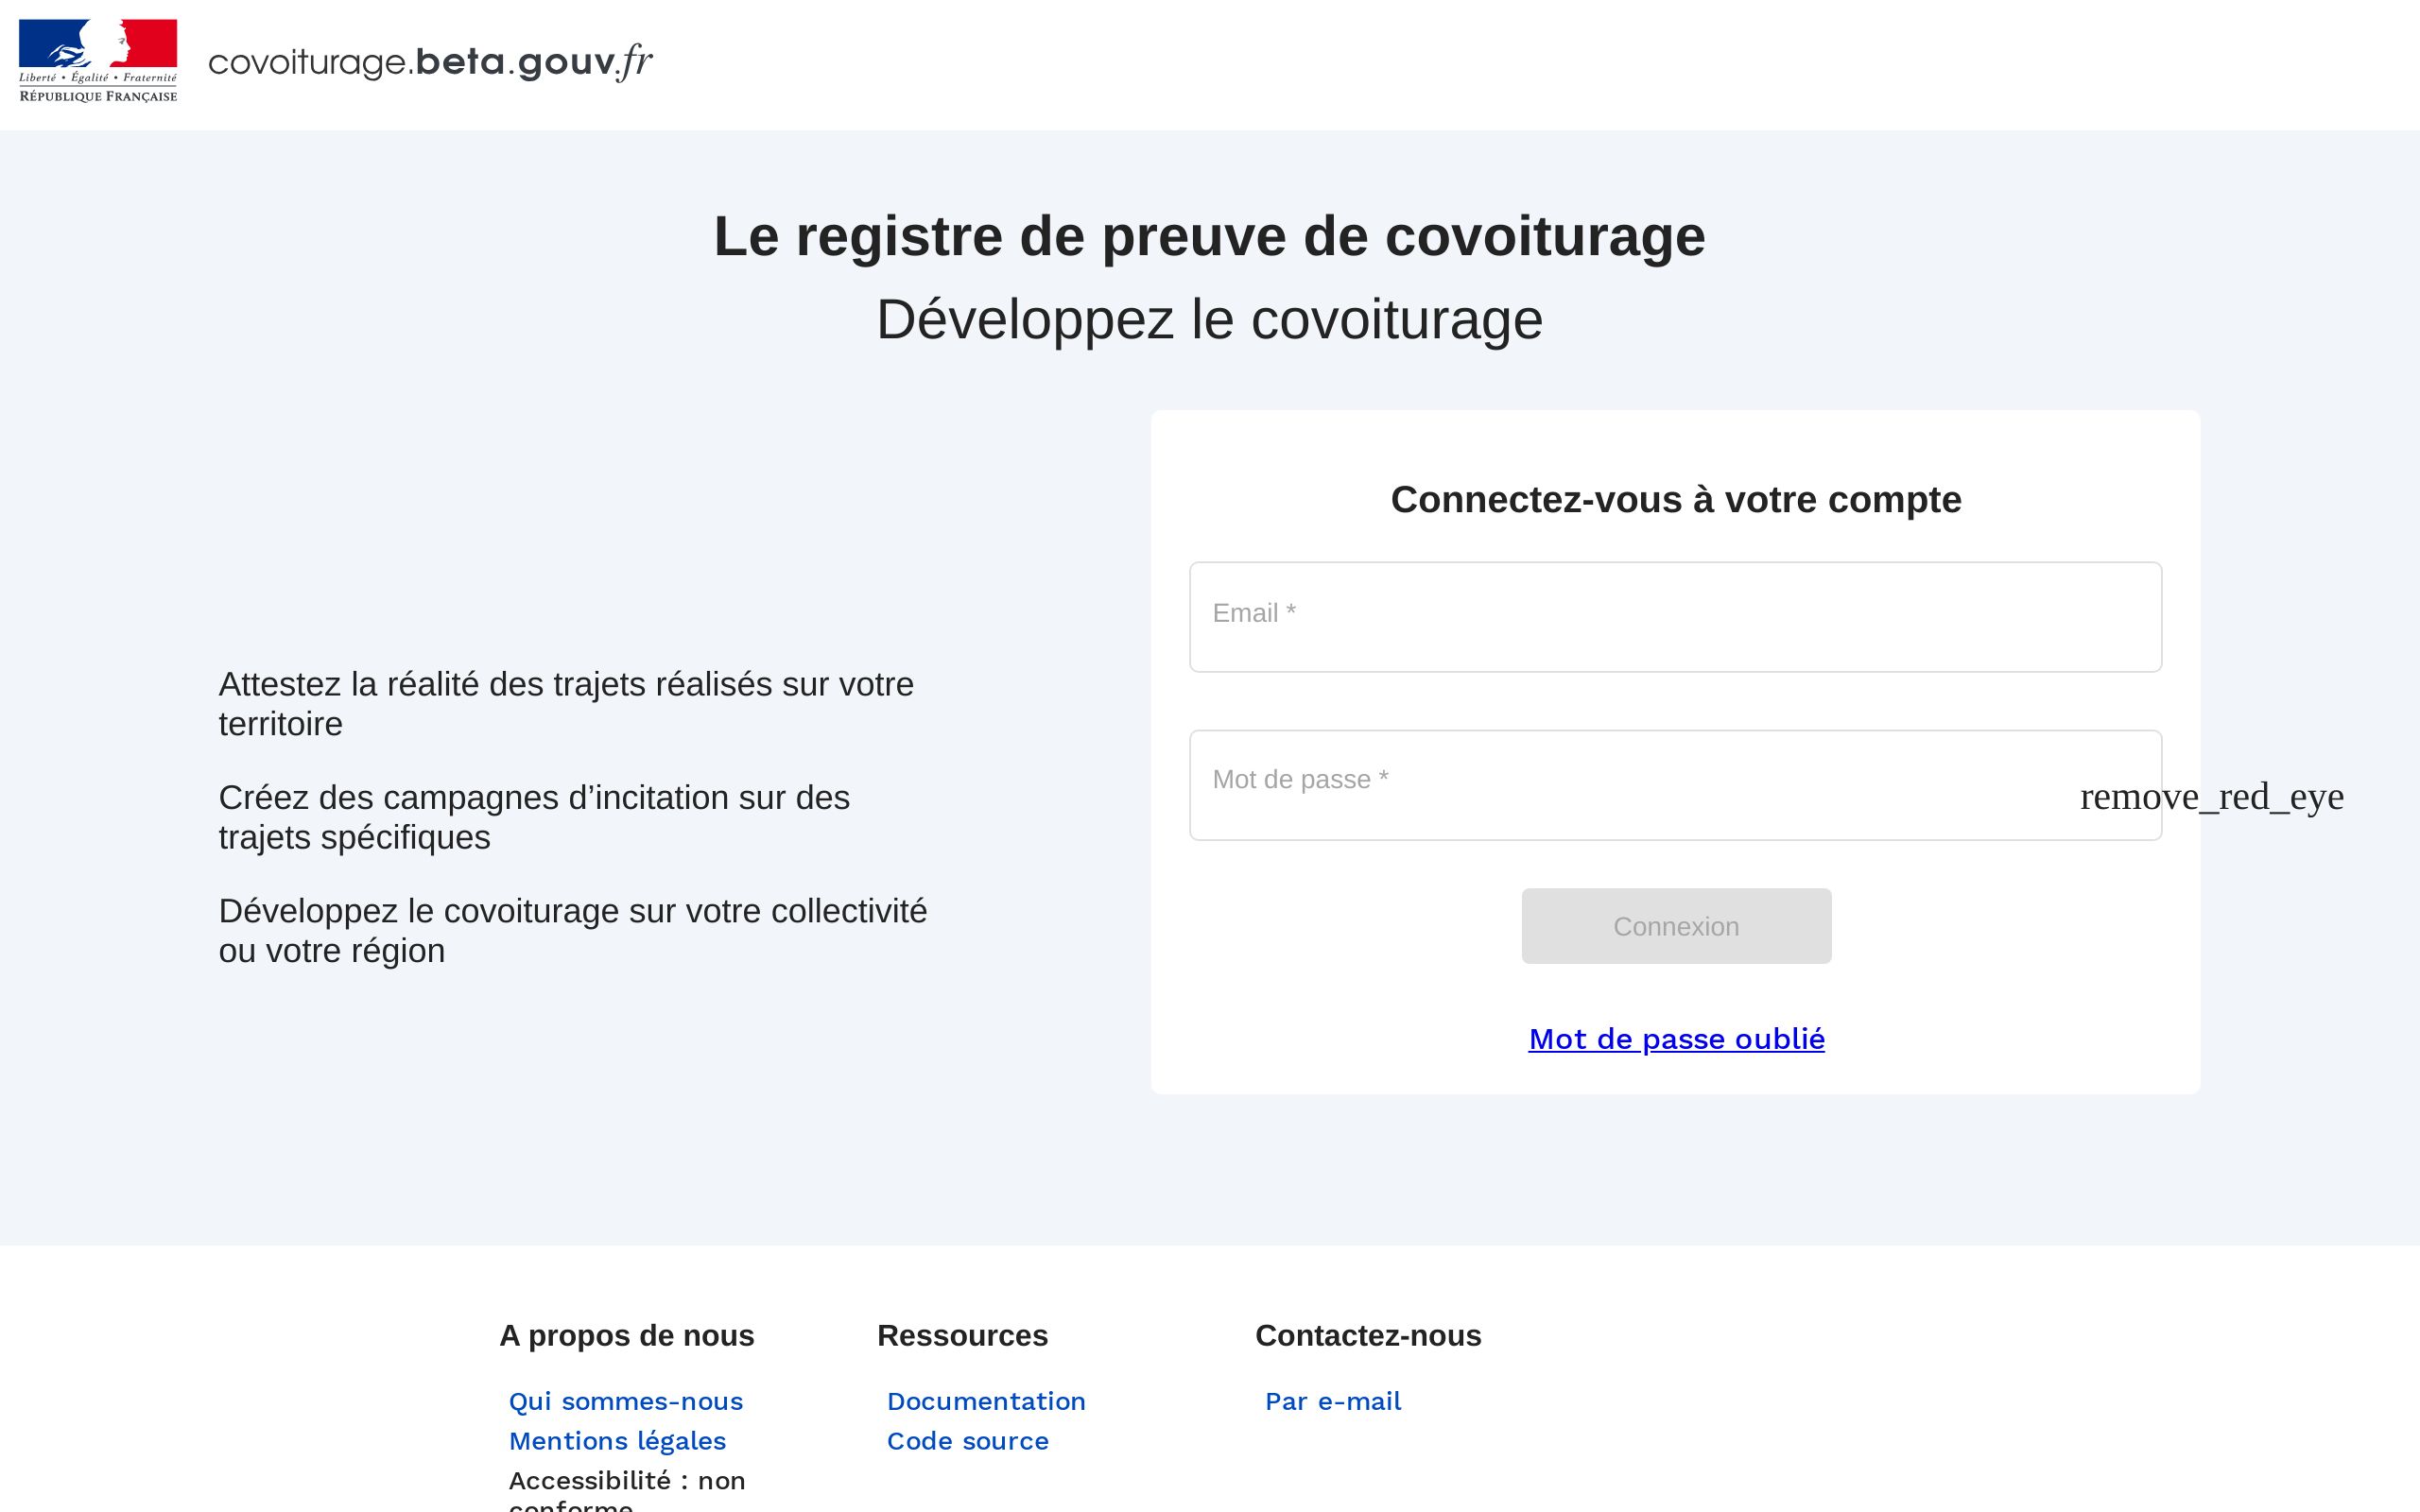 Liberté • Égalité • Fraternité
RÉPUBLIQUE FRANÇAISE
covoiturage.beta.gouv.fr
Le registre de preuve de covoiturage
Développez le covoiturage
Attestez la réalité des trajets réalisés sur votre
territoire
Créez des campagnes d’incitation sur des
trajets spécifiques
Développez le covoiturage sur votre collectivité
ou votre région
Connectez-vous à votre compte
Email *
Mot de passe *
remove_red_eye
Connexion
Mot de passe oublié
A propos de nous
Qui sommes-nous
Mentions légales
Accessibilité : non
conforme
Ressources
Documentation
Code source
Contactez-nous
Par e-mail